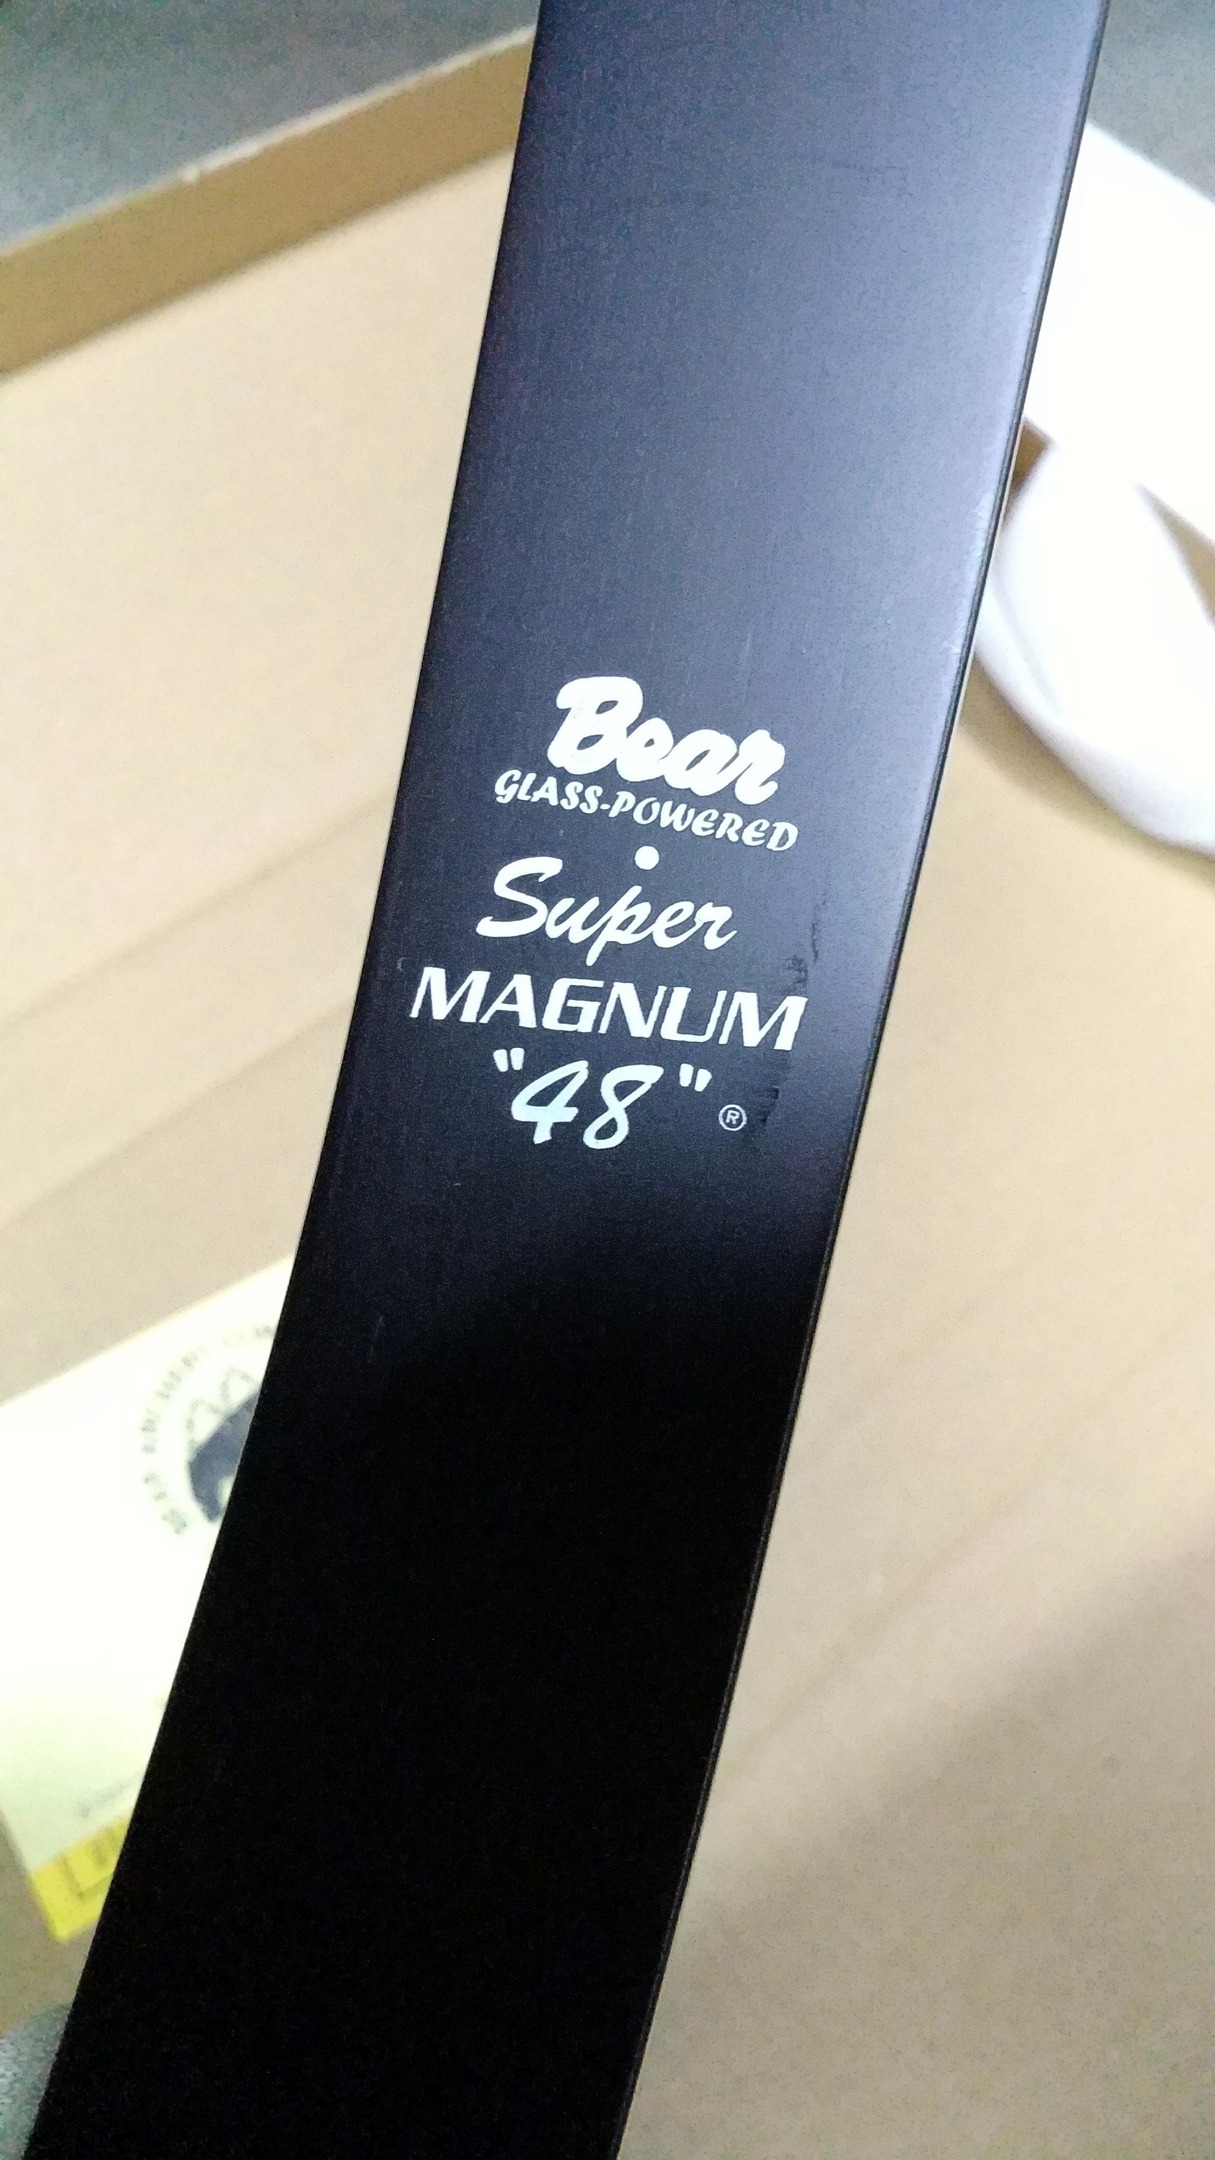 Bear
GLASS-POWERED
Super
MAGNUM
"48" ®